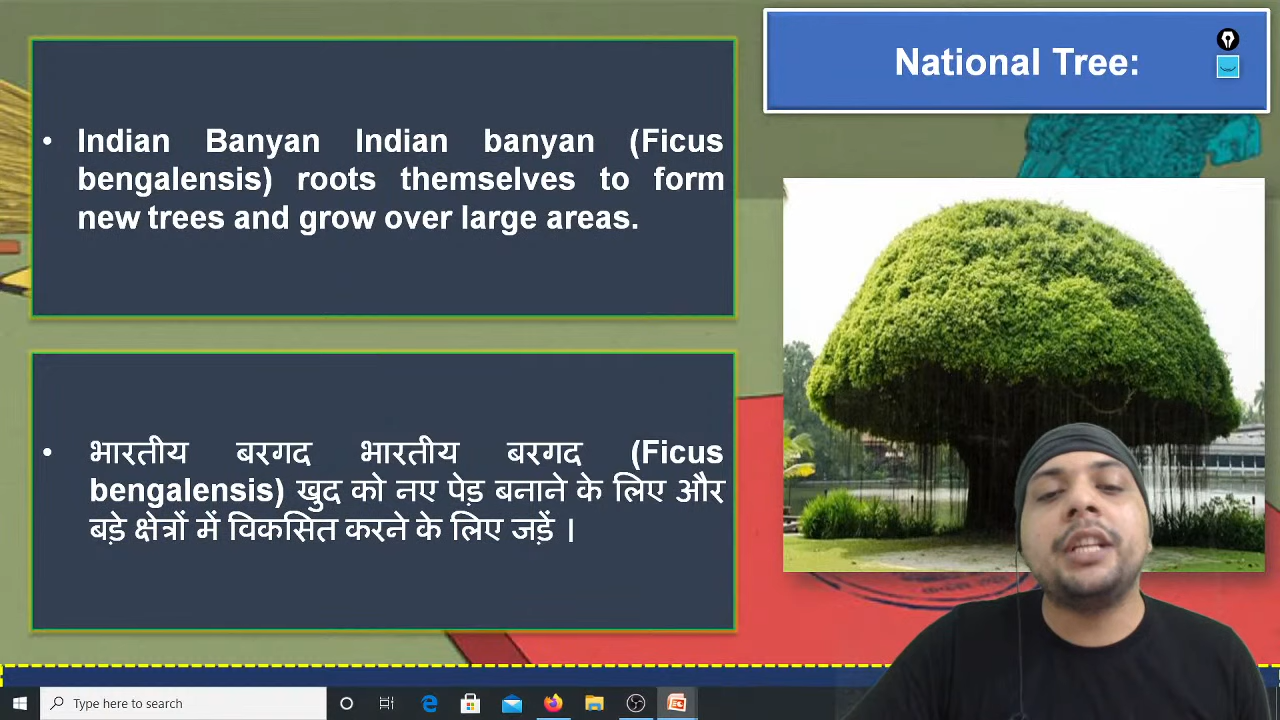 National Tree:
• Indian Banyan Indian banyan (Ficus
bengalensis) roots themselves to form
new trees and grow over large areas.
• भारतीय बरगद भारतीय बरगद (Ficus
bengalensis) खुद को नए पेड़ बनाने के लिए और
बड़े क्षेत्रों में विकसित करने के लिए जड़ें ।
Type here to search